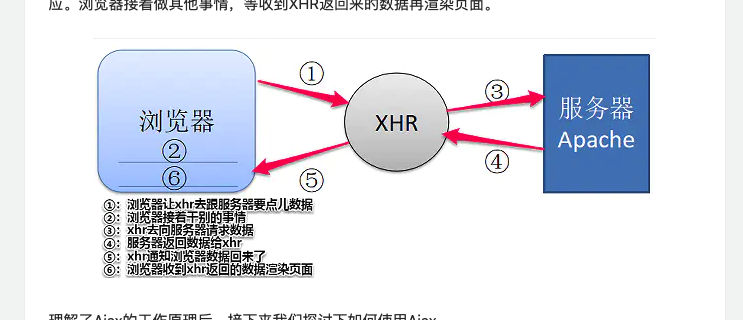 应。浏览器接着做其他事情，等收到XHR返回来的数据再渲染页面。
①
③
浏览器
XHR
服务器
Apache
②
④
⑥
⑤
①：浏览器让xhr去跟服务器要点儿数据
②：浏览器接着干别的事情
③：xhr去向服务器请求数据
④：服务器返回数据给xhr
⑤：xhr通知浏览器数据回来了
⑥：浏览器收到xhr返回的数据渲染页面
理解了Ajax的工作原理后，接下来我们探讨下如何使用Ajax。